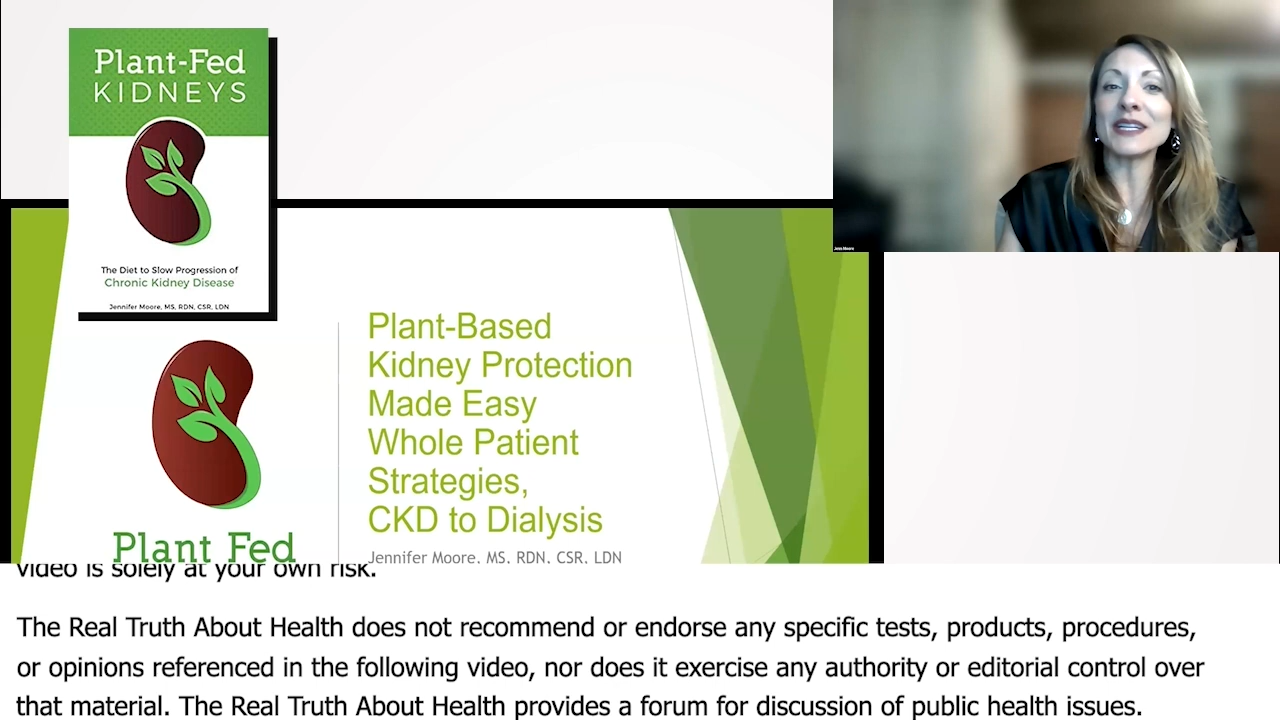 Plant-Fed
KIDNEYS
The Diet to Slow Progression of
Chronic Kidney Disease
Jennifer Moore, MS, RDN, CSR, LDN
Jenn Moore
Plant Fed
Plant-Based
Kidney Protection
Made Easy
Whole Patient
Strategies,
CKD to Dialysis
Jennifer Moore, MS, RDN, CSR, LDN
video is solely at your own risk.
The Real Truth About Health does not recommend or endorse any specific tests, products, procedures,
or opinions referenced in the following video, nor does it exercise any authority or editorial control over
that material. The Real Truth About Health provides a forum for discussion of public health issues.